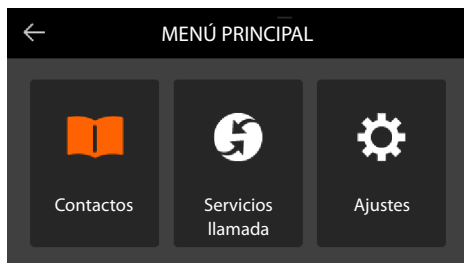 MENÚ PRINCIPAL
Contactos
Servicios
llamada
Ajustes